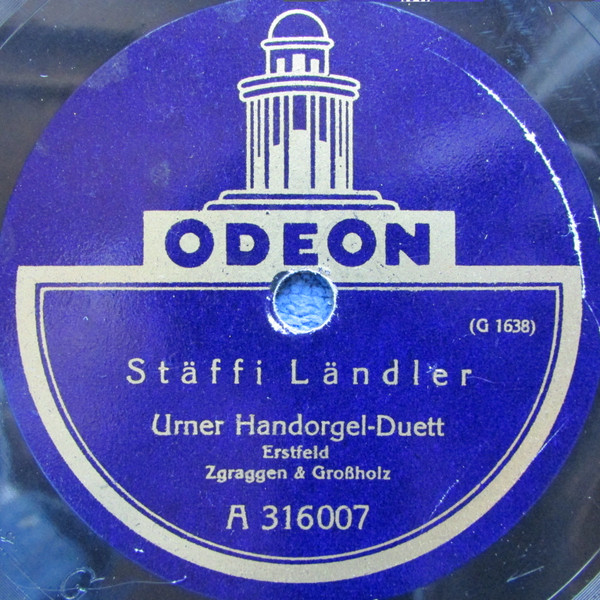 ODEON
(G 1638)
Stäffi Ländler
Urner Handorgel-Duett
Erstfeld
Zgraggen & Großholz
A 316007